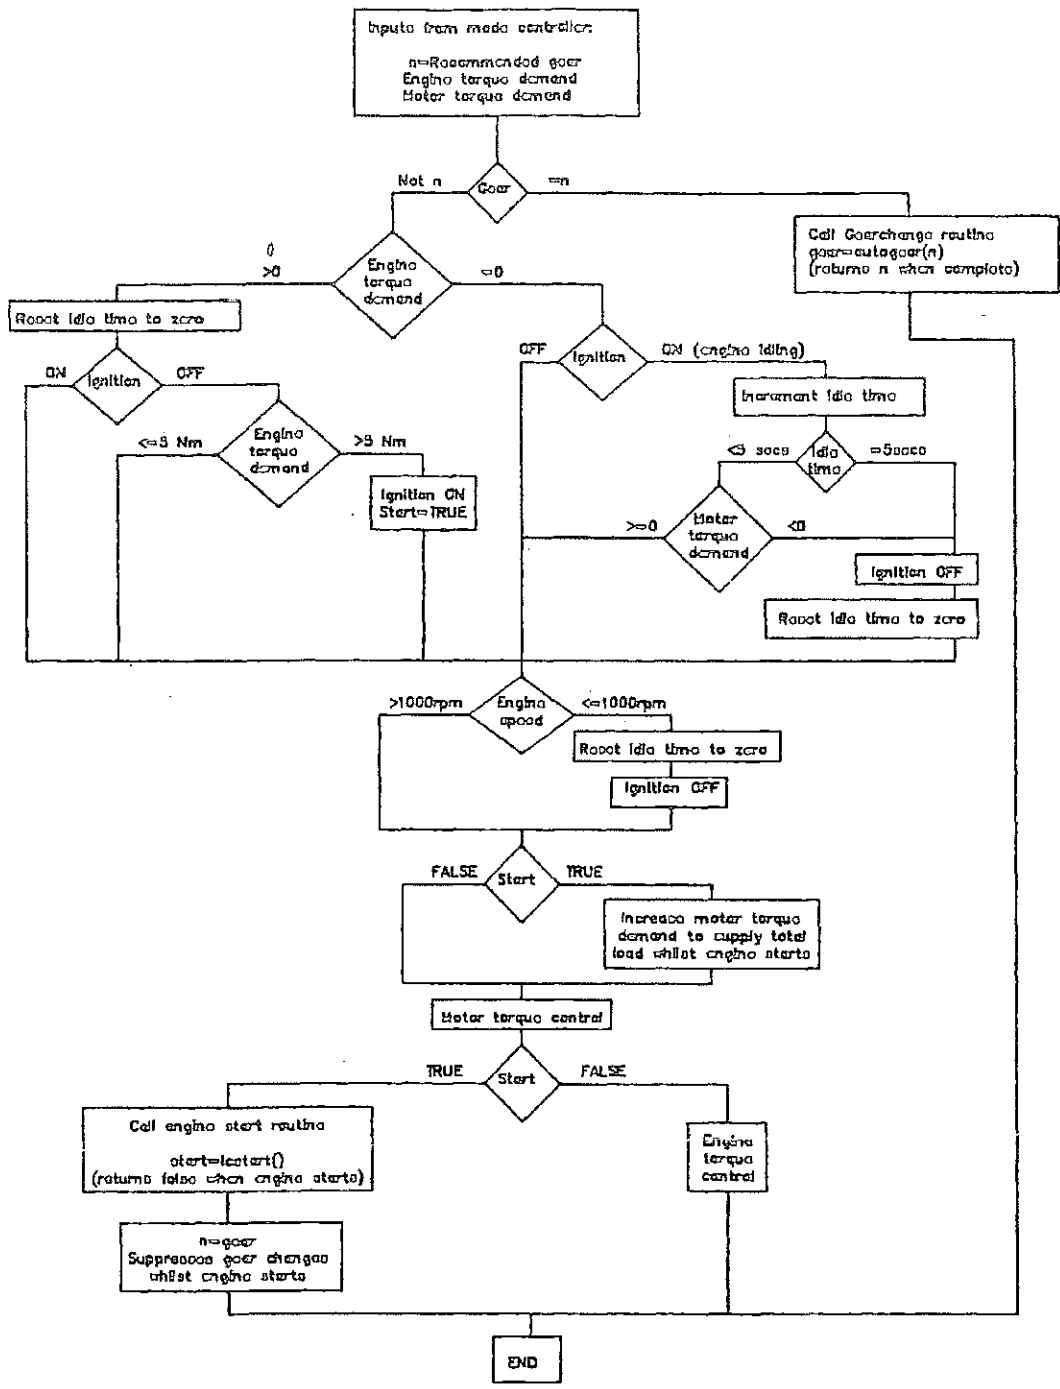 Inputs from mode controller:
n=Recommended gear
Engine torque demand
Motor torque demand
Not n
Gear
=n
Call Gearchange routine
gear=autogear(n)
(returns n when complete)
>0
Engine
torque
demand
=0
Reset idle time to zero
ON
Ignition
OFF
OFF
Ignition
ON (engine idling)
Increment idle time
<=5 Nm
Engine
torque
demand
>5 Nm
<5 secs
Idle
time
=5secs
Ignition ON
Start=TRUE
>=0
Motor
torque
demand
<0
Ignition OFF
Reset idle time to zero
>1000rpm
Engine
speed
<=1000rpm
Reset idle time to zero
Ignition OFF
FALSE
Start
TRUE
Increase motor torque
demand to supply total
load whilst engine starts
Motor torque control
TRUE
Start
FALSE
Call engine start routine
start=icstart()
(returns false when engine starts)
Engine
torque
control
n=gear
Suppresses gear changes
whilst engine starts
END